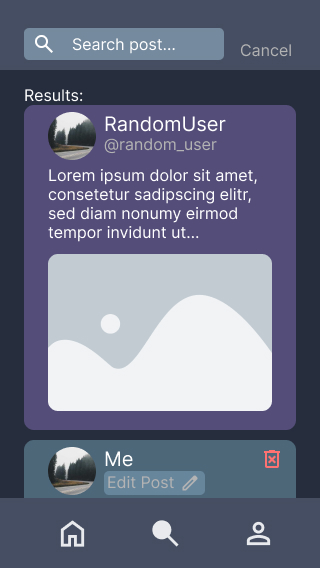 Search post...
Cancel
Results:
RandomUser
@random_user
Lorem ipsum dolor sit amet,
consetetur sadipscing elitr,
sed diam nonumy eirmod
tempor invidunt ut...
Me
Edit Post